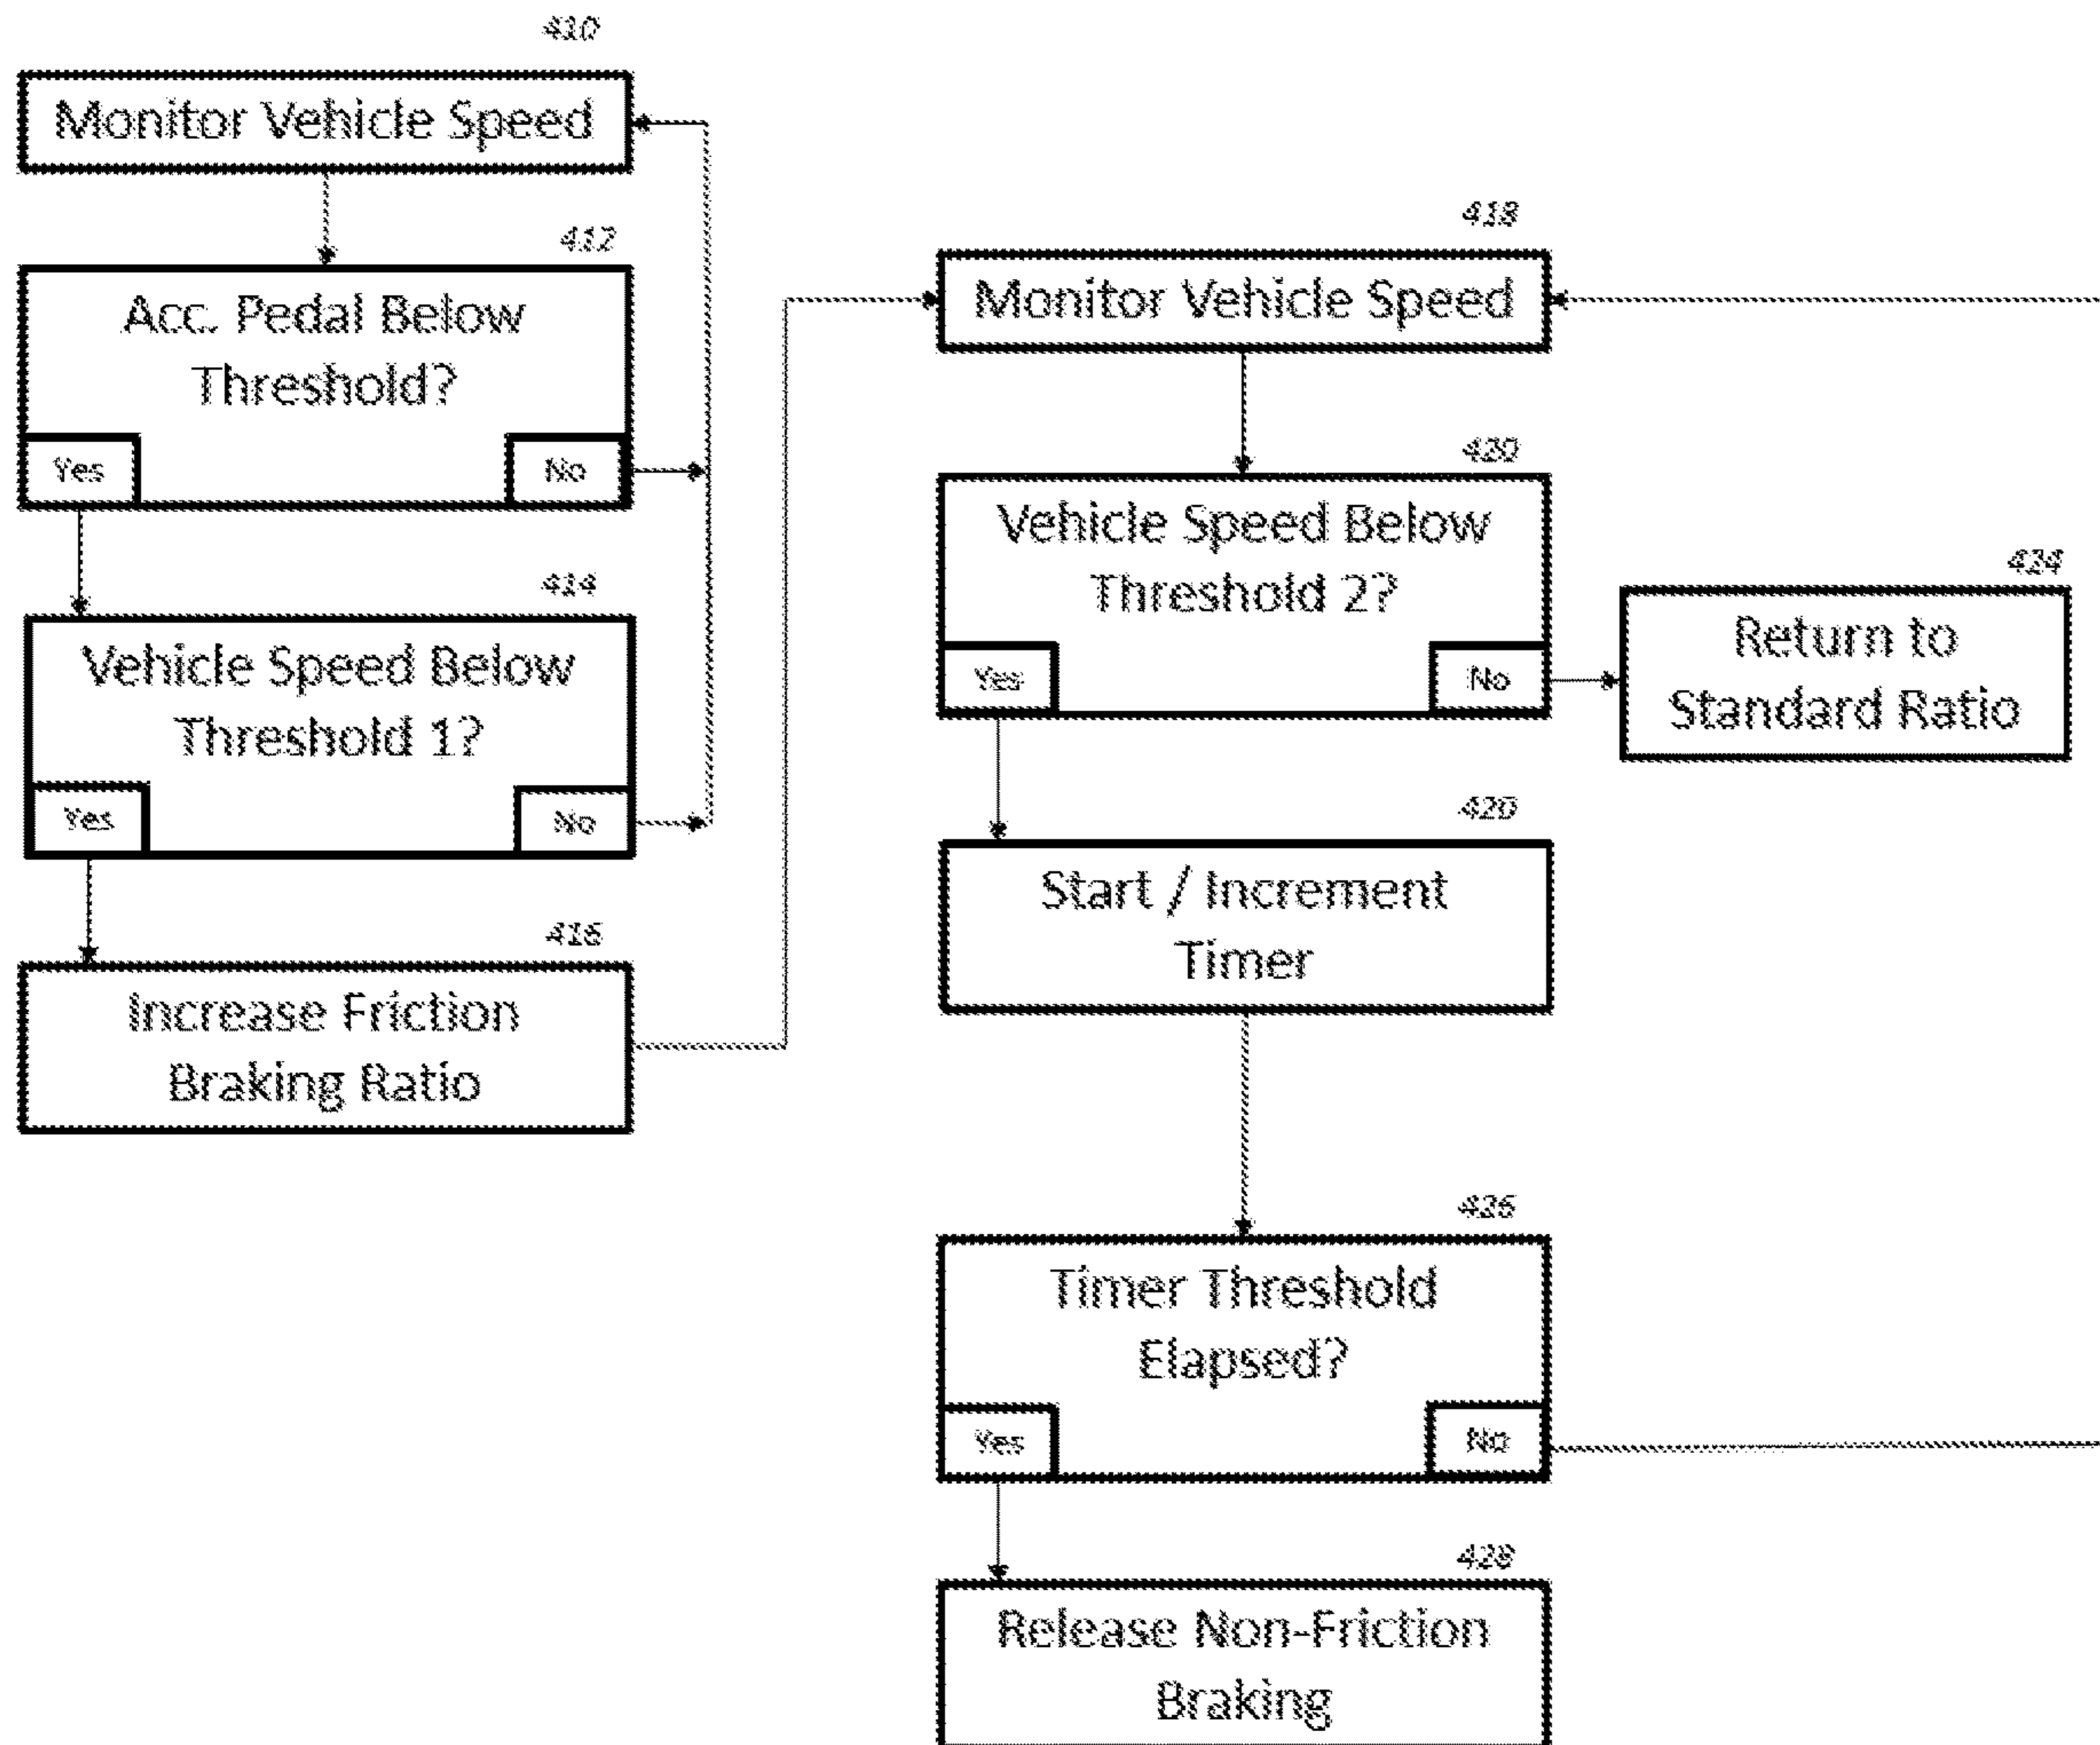 410
Monitor Vehicle Speed
412
Acc. Pedal Below
Threshold?
Yes
No
414
Vehicle Speed Below
Threshold 1?
Yes
No
416
Increase Friction
Braking Ratio
418
Monitor Vehicle Speed
420
Vehicle Speed Below
Threshold 2?
Yes
No
424
Return to
Standard Ratio
420
Start / Increment
Timer
426
Timer Threshold
Elapsed?
Yes
No
428
Release Non-Friction
Braking